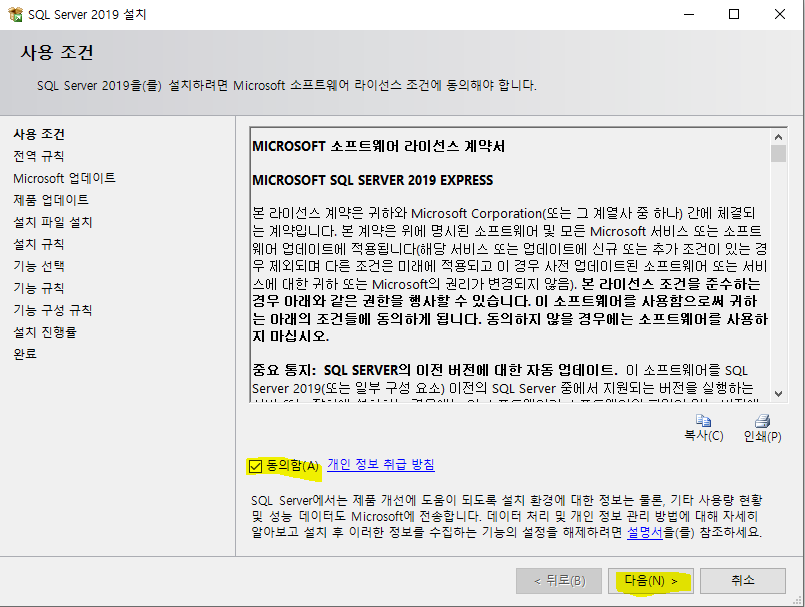 SQL Server 2019 설치
사용 조건
SQL Server 2019을(를) 설치하려면 Microsoft 소프트웨어 라이선스 조건에 동의해야 합니다.
사용 조건
전역 규칙
Microsoft 업데이트
제품 업데이트
설치 파일 설치
설치 규칙
기능 선택
기능 규칙
기능 구성 규칙
설치 진행률
완료
MICROSOFT 소프트웨어 라이선스 계약서
MICROSOFT SQL SERVER 2019 EXPRESS
본 라이선스 계약은 귀하와 Microsoft Corporation(또는 그 계열사 중 하나) 간에 체결되
는 계약입니다. 본 계약은 위에 명시된 소프트웨어 및 모든 Microsoft 서비스 또는 소프트
웨어 업데이트에 적용됩니다(해당 서비스 또는 업데이트에 신규 또는 추가 조건이 있는 경
우 제외되며 다른 조건은 미래에 적용되고 이 경우 사전 업데이트된 소프트웨어 또는 서비
스에 대한 귀하 또는 Microsoft의 권리가 변경되지 않음). 본 라이선스 조건을 준수하는
경우 아래와 같은 권한을 행사할 수 있습니다. 이 소프트웨어를 사용함으로써 귀하
는 아래의 조건들에 동의하게 됩니다. 동의하지 않을 경우에는 소프트웨어를 사용하
지 마십시오.
중요 통지: SQL SERVER의 이전 버전에 대한 자동 업데이트. 이 소프트웨어를 SQL
Server 2019(또는 일부 구성 요소) 이전의 SQL Server 중에서 지원되는 버전을 실행하는
복사(C)
인쇄(P)
동의함(A) 개인 정보 취급 방침
SQL Server에서는 제품 개선에 도움이 되도록 설치 환경에 대한 정보는 물론, 기타 사용량 현황
및 성능 데이터도 Microsoft에 전송합니다. 데이터 처리 및 개인 정보 관리 방법에 대해 자세히
알아보고 설치 후 이러한 정보를 수집하는 기능의 설정을 해제하려면 설명서을(를) 참조하세요.
< 뒤로(B)
다음(N) >
취소